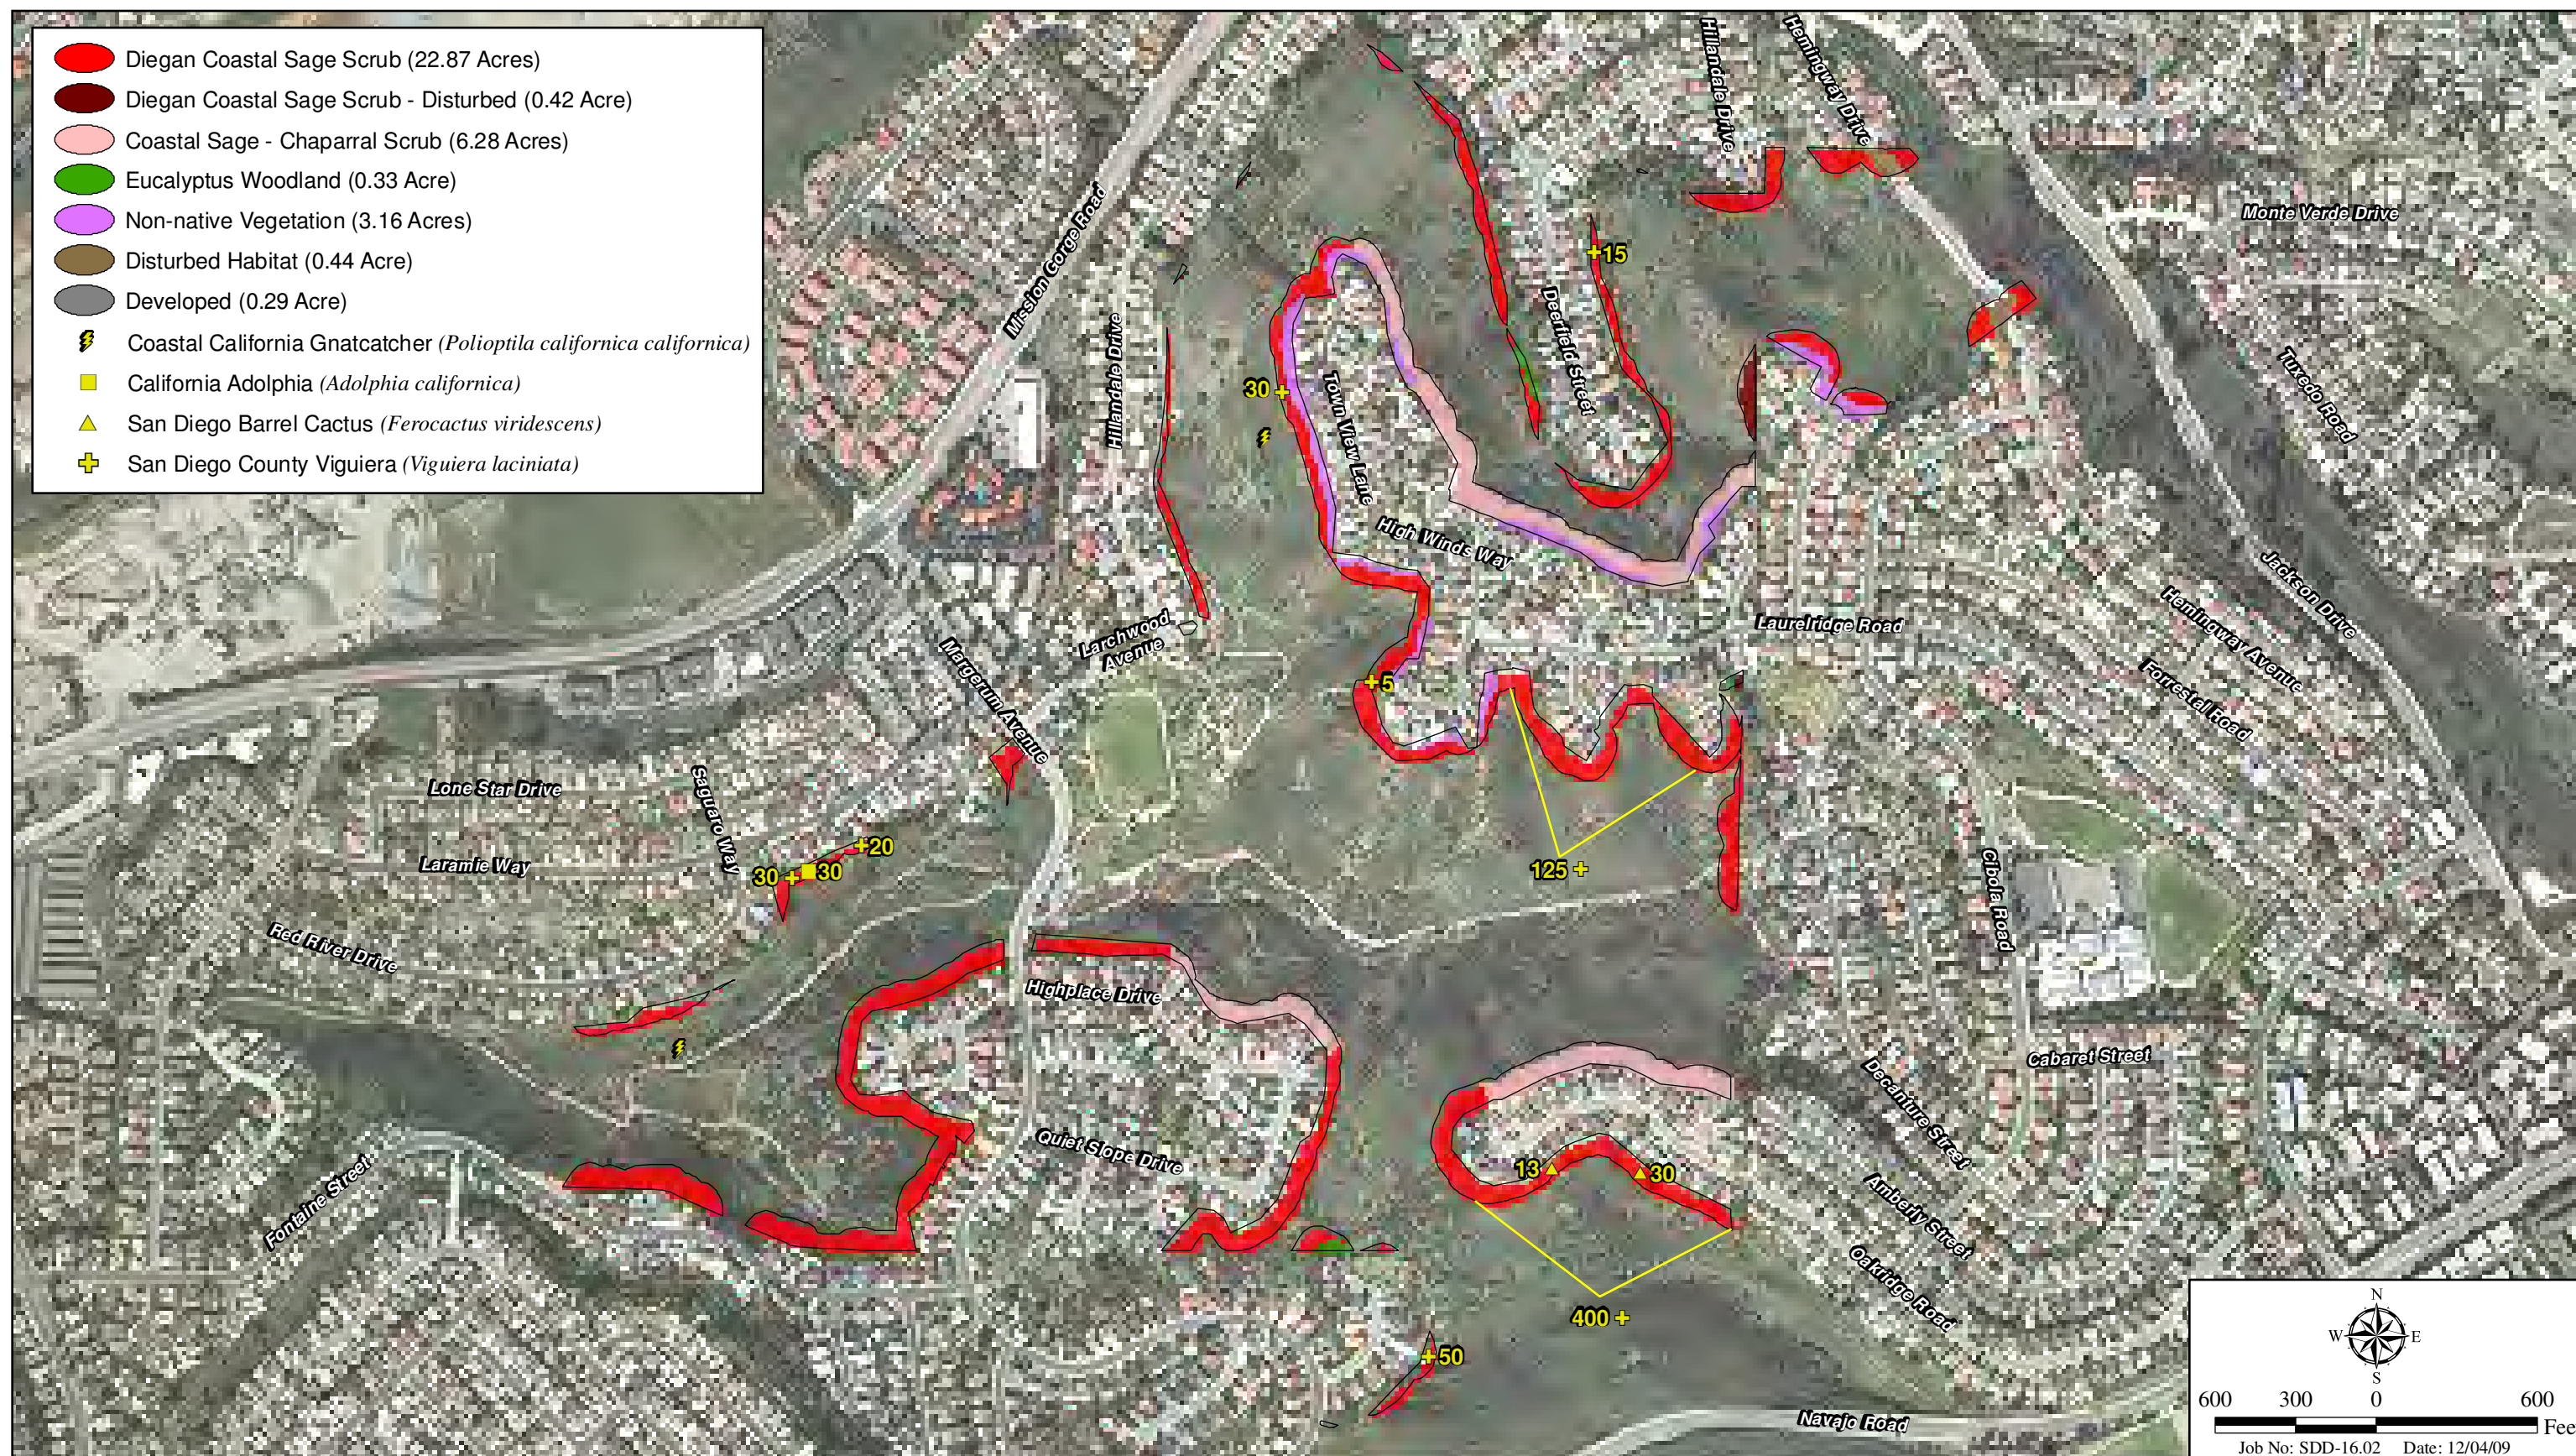 Diegan Coastal Sage Scrub (22.87 Acres)
Diegan Coastal Sage Scrub - Disturbed (0.42 Acre)
Coastal Sage - Chaparral Scrub (6.28 Acres)
Eucalyptus Woodland (0.33 Acre)
Non-native Vegetation (3.16 Acres)
Disturbed Habitat (0.44 Acre)
Developed (0.29 Acre)
Coastal California Gnatcatcher (Polioptila californica californica)
California Adolphia (Adolphia californica)
San Diego Barrel Cactus (Ferocactus viridescens)
San Diego County Viguiera (Viguiera laciniata)
Hillandale Drive
Hemingway Drive
Mission Gorge Road
Monte Verde Drive
15
Hillandale Drive
Deerfield Street
Town View Lane
30
Tuxedo Road
High Winds Way
Jackson Drive
Larchwood
Avenue
Laurelridge Road
Hemingway Avenue
Forrestal Road
Margerum Avenue
5
Lone Star Drive
Saguaro Way
Laramie Way
20
30
30
125
Cibola Road
Red River Drive
Highplace Drive
Cabaret Street
Decanture Street
Quiet Slope Drive
13
30
Fontaine Street
Amberly Street
Oakridge Road
400
50
Navajo Road
N
W
E
S
600 300 0 600
Fee
Job No: SDD-16.02 Date: 12/04/09